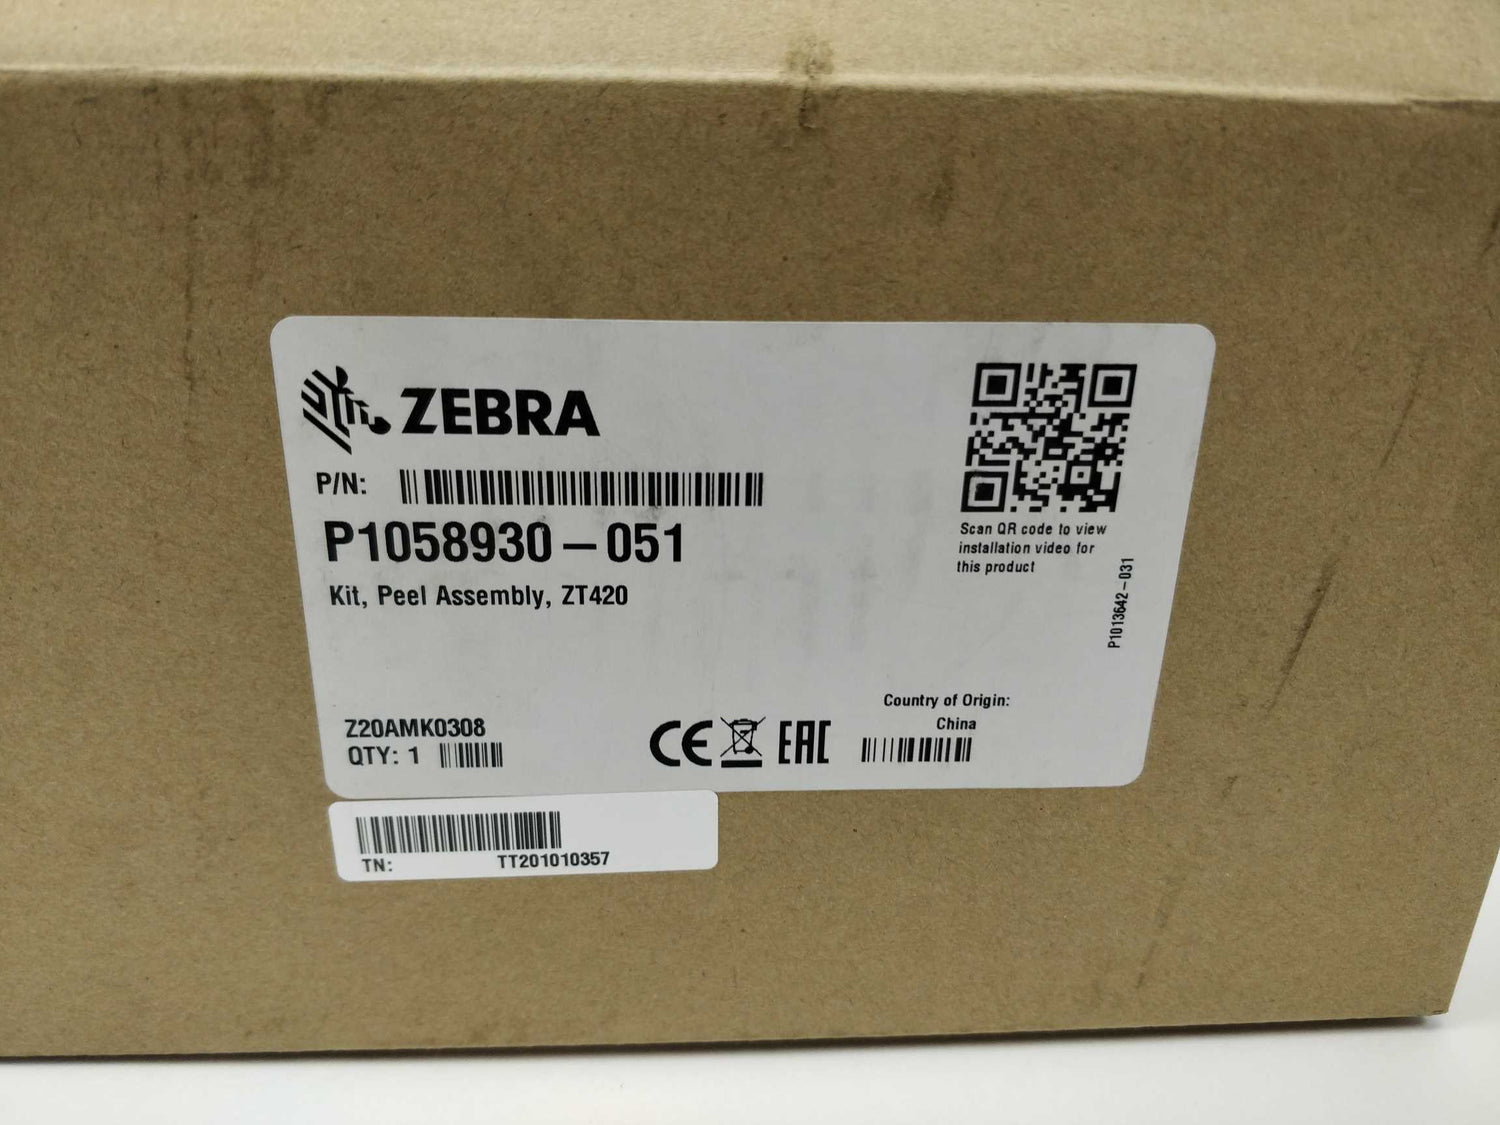 ZEBRA
P/N:
P1058930-051
Kit, Peel Assembly, ZT420
Scan QR code to view
installation video for
this product
P1013642-031
Z20AMK0308
QTY: 1
CE
EAC
Country of Origin:
China
TN: TT201010357